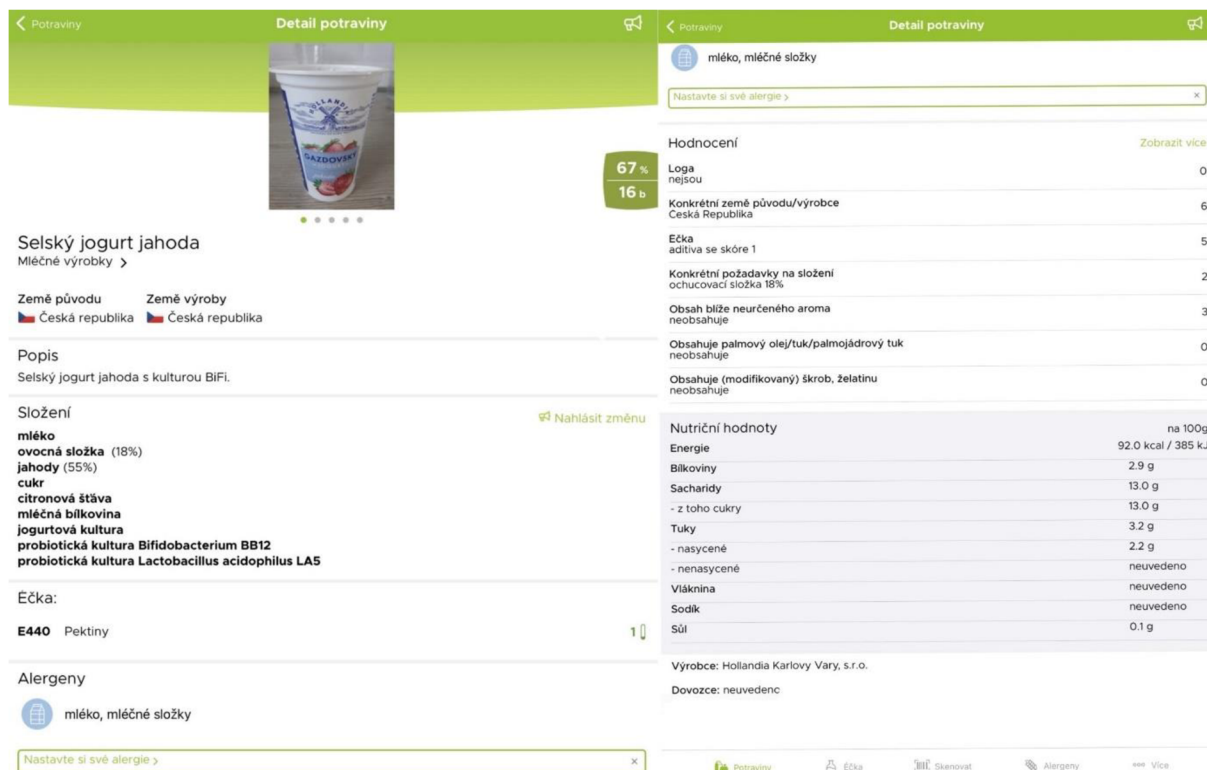 Potraviny
Detail potraviny
HOLLANDIA
GAZDOVSKÝ
67 %
16 b
Selský jogurt jahoda
Mléčné výrobky >
Země původu Země výroby
Česká republika Česká republika
Popis
Selský jogurt jahoda s kulturou BiFi.
Složení
Nahlásit změnu
mléko
ovocná složka (18%)
jahody (55%)
cukr
citronová šťáva
mléčná bílkovina
jogurtová kultura
probiotická kultura Bifidobacterium BB12
probiotická kultura Lactobacillus acidophilus LA5
Éčka:
E440 Pektiny 1
Alergeny
mléko, mléčné složky
Nastavte si své alergie > ×
Potraviny
Detail potraviny
mléko, mléčné složky
Nastavte si své alergie > ×
Hodnocení Zobrazit více
Loga 0
nejsou
Konkrétní země původu/výrobce 6
Česká Republika
Éčka 5
aditiva se skóre 1
Konkrétní požadavky na složení 2
ochucovací složka 18%
Obsah blíže neurčeného aroma 3
neobsahuje
Obsahuje palmový olej/tuk/palmojádrový tuk 0
neobsahuje
Obsahuje (modifikovaný) škrob, želatinu 0
neobsahuje
Nutriční hodnoty na 100g
Energie 92.0 kcal / 385 kJ
Bílkoviny 2.9 g
Sacharidy 13.0 g
- z toho cukry 13.0 g
Tuky 3.2 g
- nasycené 2.2 g
- nenasycené neuvedeno
Vláknina neuvedeno
Sodík neuvedeno
Sůl 0.1 g
Výrobce: Hollandia Karlovy Vary, s.r.o.
Dovozce: neuvedeno
Potraviny Éčka Skenovat Alergeny Více